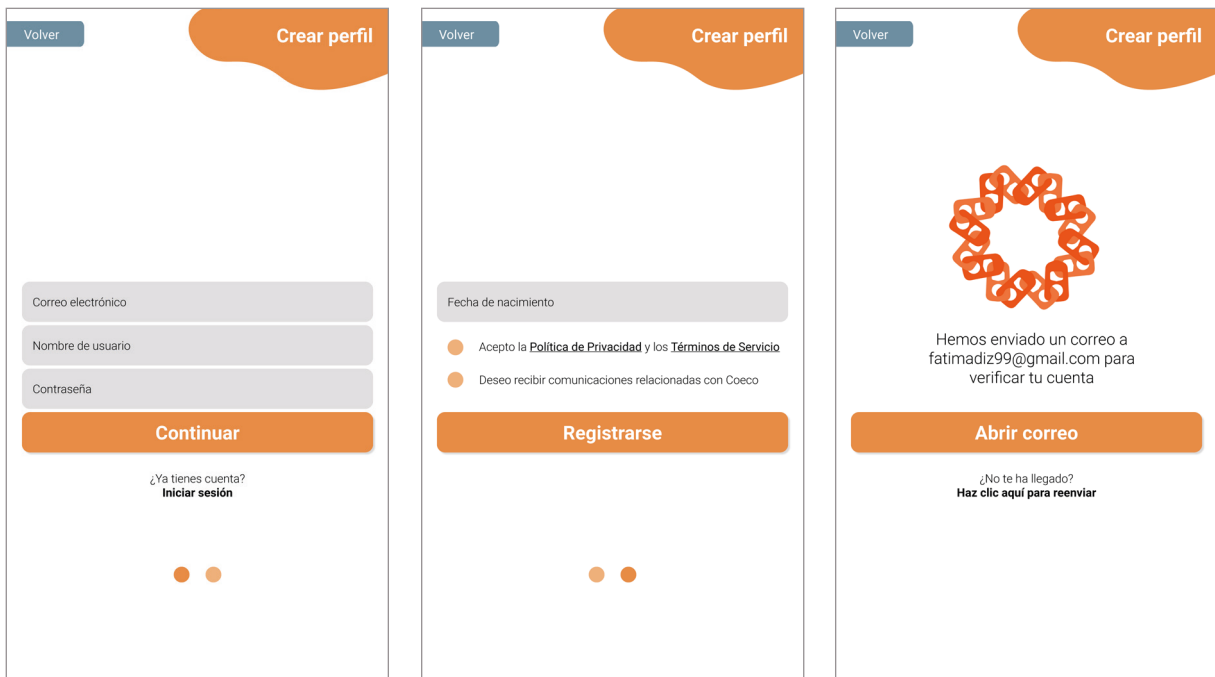 Volver
Crear perfil
Correo electrónico
Nombre de usuario
Contraseña
Continuar
¿Ya tienes cuenta?
Iniciar sesión
Volver
Crear perfil
Fecha de nacimiento
Acepto la Política de Privacidad y los Términos de Servicio
Deseo recibir comunicaciones relacionadas con Coeco
Registrarse
Volver
Crear perfil
Hemos enviado un correo a
fatimadiz99@gmail.com para
verificar tu cuenta
Abrir correo
¿No te ha llegado?
Haz clic aquí para reenviar